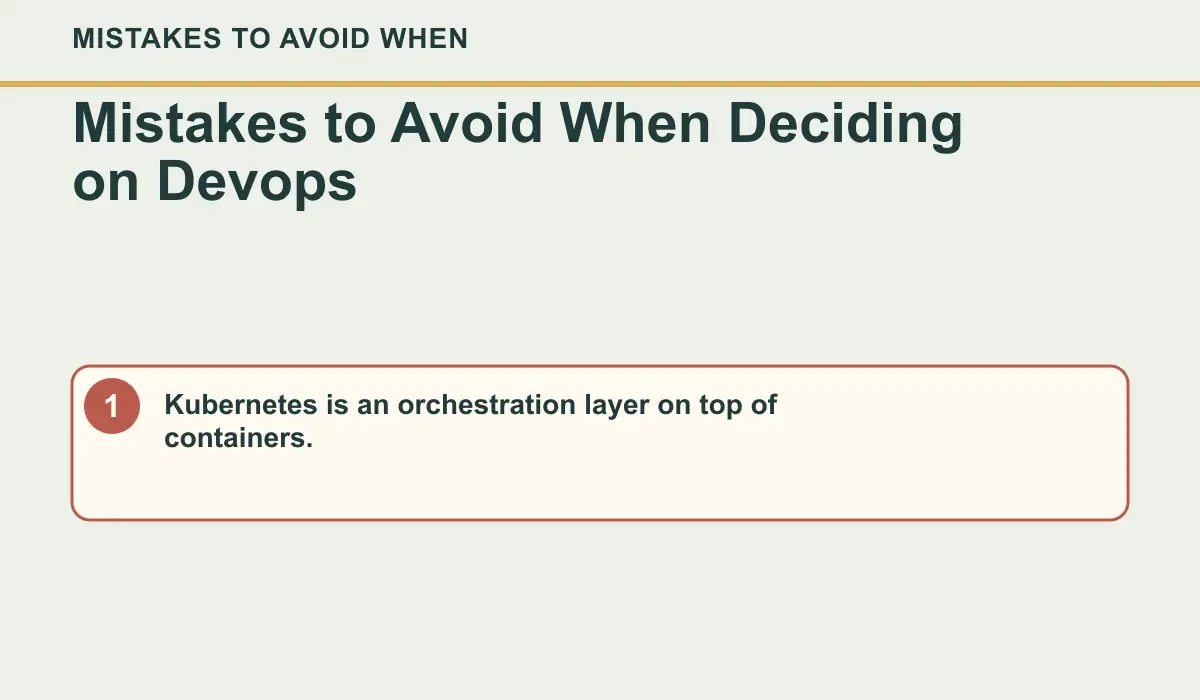 MISTAKES TO AVOID WHEN
Mistakes to Avoid When Deciding
on Devops
1
Kubernetes is an orchestration layer on top of
containers.